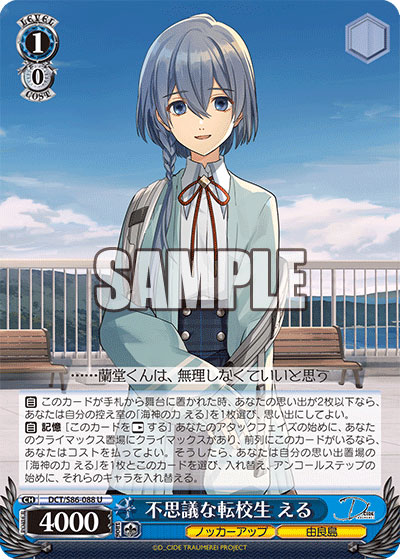 LEVEL
1
0
COST
SAMPLE
……蘭堂くんは、無理しなくていいと思う
自 このカードが手札から舞台に置かれた時、あなたの思い出が2枚以下なら、
あなたは自分の控え室の「海神の力 える」を1枚選び、思い出にしてよい。
自 記憶 [このカードを する] あなたのアタックフェイズの始めに、あなたの
クライマックス置場にクライマックスがあり、前列にこのカードがいるなら、
あなたはコストを払ってよい。そうしたら、あなたは自分の思い出置場の
「海神の力 える」を1枚とこのカードを選び、入れ替え、アンコールステップの
始めに、それらのキャラを入れ替える。
CH DCT/S86-088 U
不思議な転校生 える
4000
ノッカーアップ
由良島
©D_CIDE TRAUMEREI PROJECT